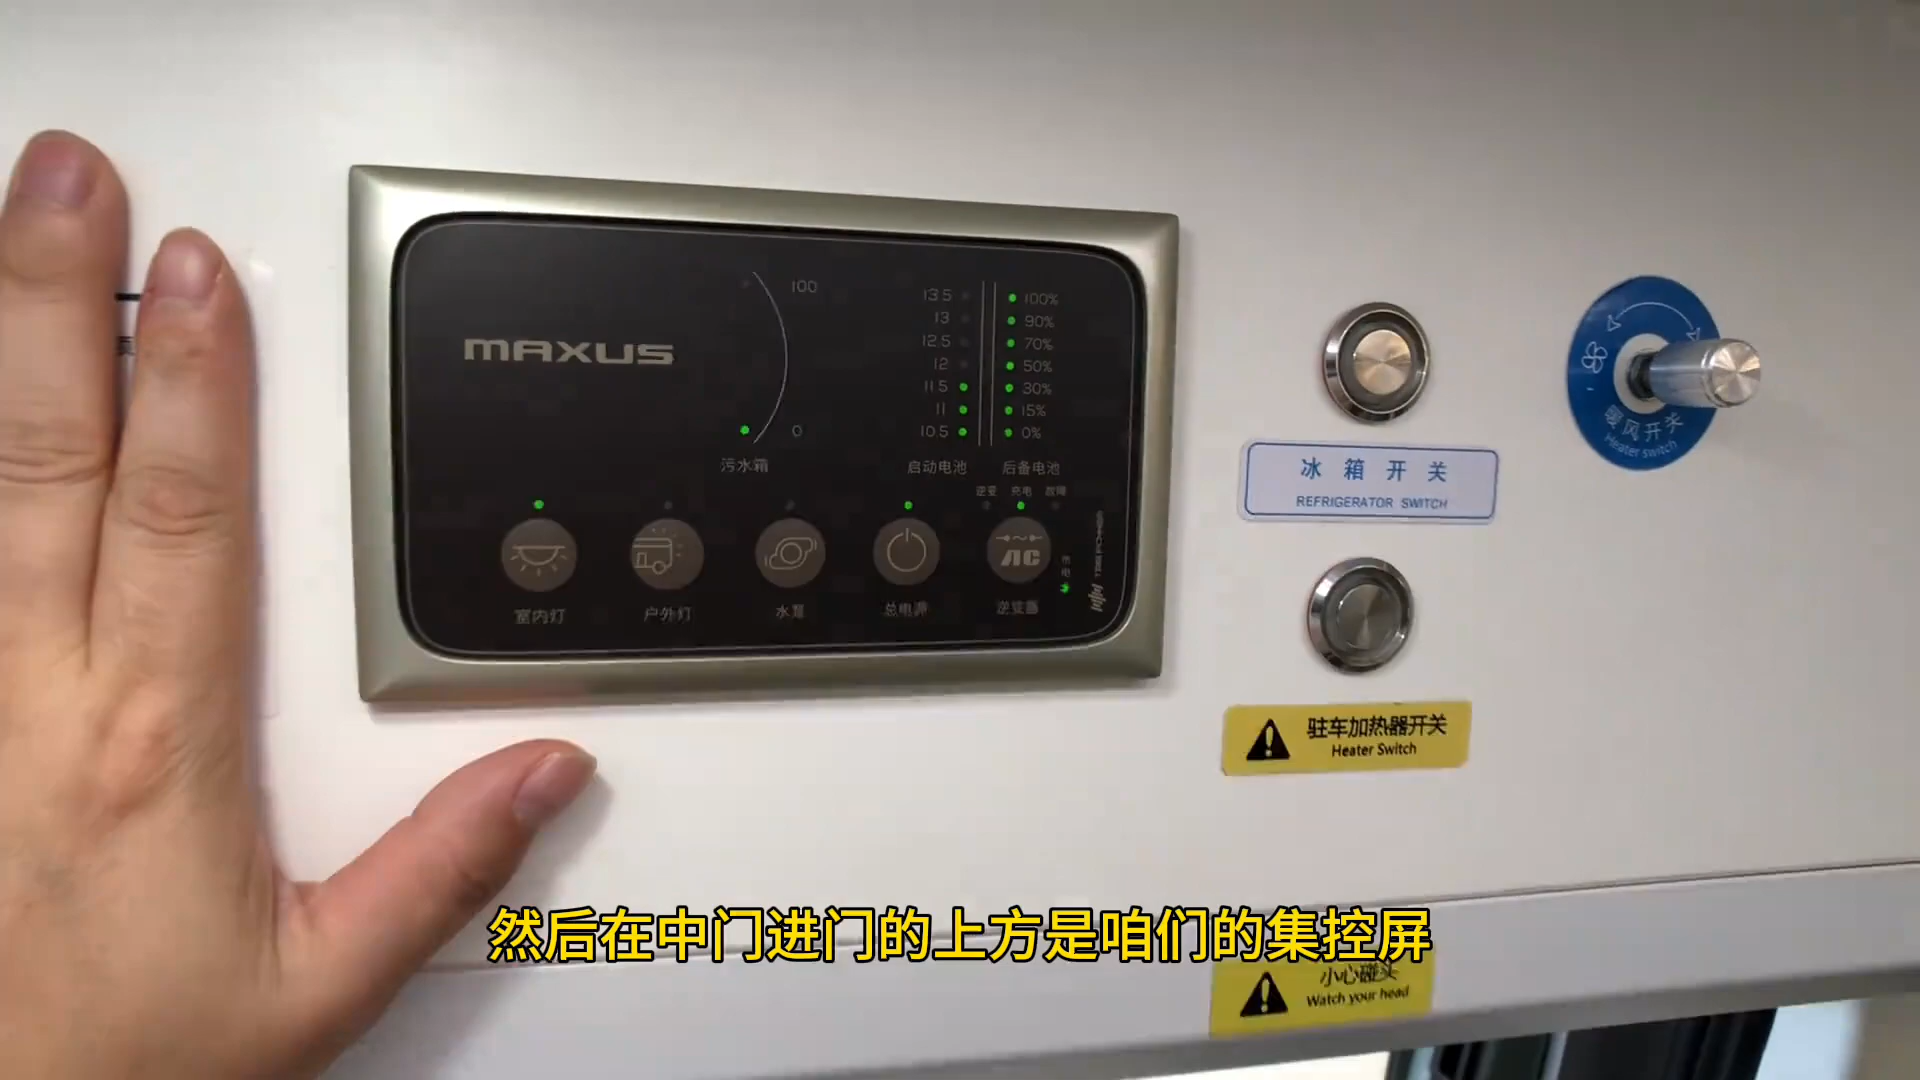 MAXUS
100
0
污水箱
13.5
13
12.5
12
11.5
11
10.5
启动电池
100%
90%
70%
50%
30%
15%
0%
后备电池
逆变 充电 故障
AC
市电
室内灯
户外灯
水泵
总电源
逆变器
冰箱开关
REFRIGERATOR SWITCH
暖风开关
Heater switch
驻车加热器开关
Heater Switch
然后在中门进门的上方是咱们的集控屏
小心碰头
Watch your head